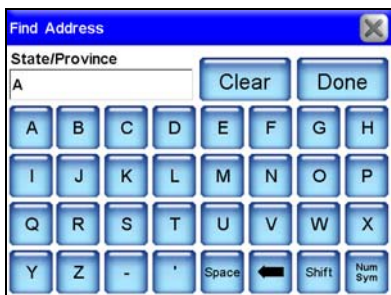 Find Address
State/Province
A
Clear Done
A B C D E F G H
I J K L M N O P
Q R S T U V W X
Y Z - ' Space Shift Num Sym